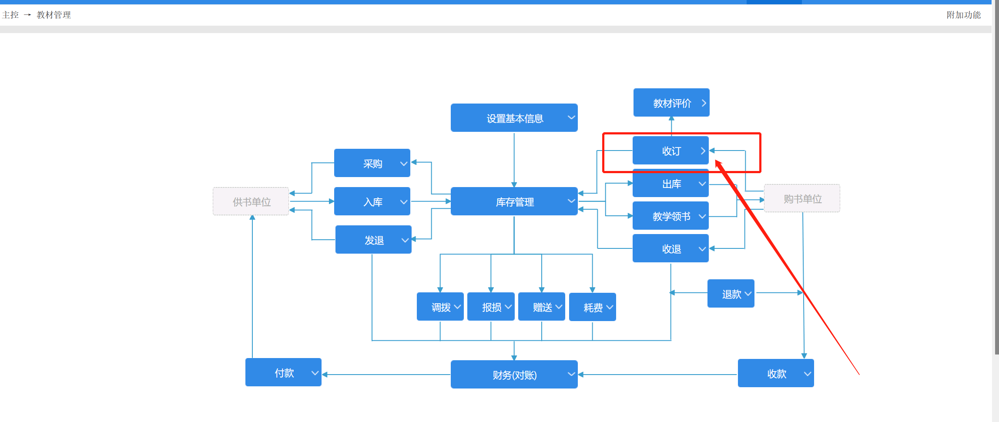 主控 → 教材管理
附加功能
教材评价
设置基本信息
收订
采购
出库
供书单位
入库
库存管理
购书单位
教学领书
发退
收退
退款
调拨
报损
赠送
耗费
付款
财务(对账)
收款